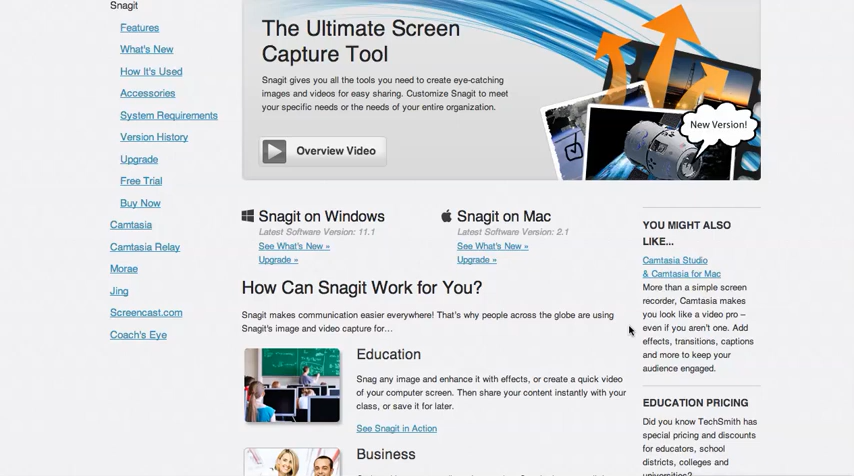 Snagit
Features
What's New
How It's Used
Accessories
System Requirements
Version History
Upgrade
Free Trial
Buy Now
Camtasia
Camtasia Relay
Morae
Jing
Screencast.com
Coach's Eye
The Ultimate Screen
Capture Tool
Snagit gives you all the tools you need to create eye-catching
images and videos for easy sharing. Customize Snagit to meet
your specific needs or the needs of your entire organization.
Overview Video
New Version!
Snagit on Windows
Latest Software Version: 11.1
See What's New »
Upgrade »
Snagit on Mac
Latest Software Version: 2.1
See What's New »
Upgrade »
How Can Snagit Work for You?
Snagit makes communication easier everywhere! That's why people across the globe are using
Snagit's image and video capture for…
Education
Snag any image and enhance it with effects, or create a quick video
of your computer screen. Then share your content instantly with your
class, or save it for later.
See Snagit in Action
Business
YOU MIGHT ALSO
LIKE...
Camtasia Studio
& Camtasia for Mac
More than a simple screen
recorder, Camtasia makes
you look like a video pro –
even if you aren't one. Add
effects, transitions, captions
and more to keep your
audience engaged.
EDUCATION PRICING
Did you know TechSmith has
special pricing and discounts
for educators, school
districts, colleges and
universities?